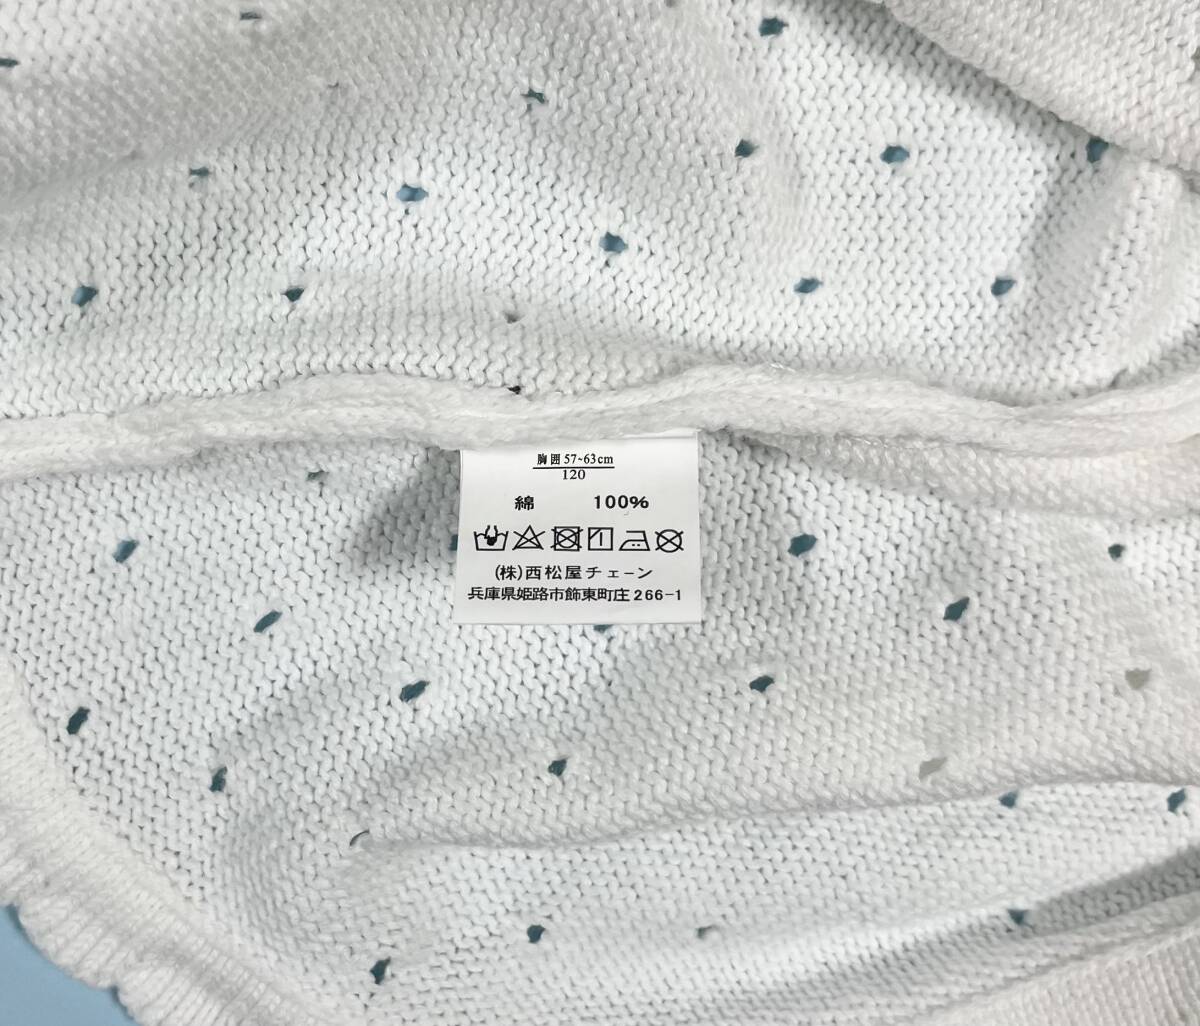 胸囲 57~63cm
120
綿 100%
(株)西松屋チェーン
兵庫県姫路市飾東町庄 266-1